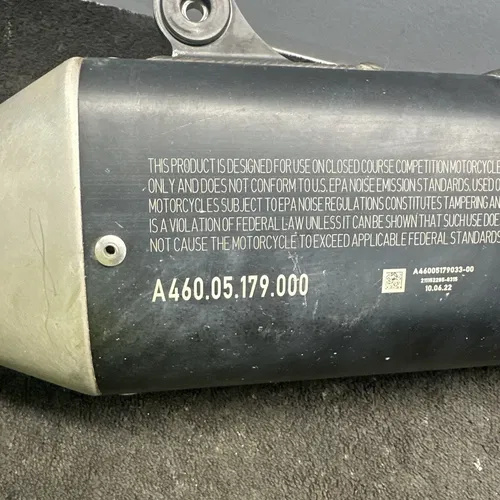 THIS PRODUCT IS DESIGNED FOR USE ON CLOSED COURSE COMPETITION MOTORCYCLE
ONLY AND DOES NOT CONFORM TO U.S. EPA NOISE EMISSION STANDARDS. USED O
MOTORCYCLES SUBJECT TO EPA NOISE REGULATIONS CONSTITUTES TAMPERING AN
IS A VIOLATION OF FEDERAL LAW UNLESS IT CAN BE SHOWN THAT SUCH USE DOE
NOT CAUSE THE MOTORCYCLE TO EXCEED APPLICABLE FEDERAL STANDARDS
A460.05.179.000
A46005179033-00
10.06.22